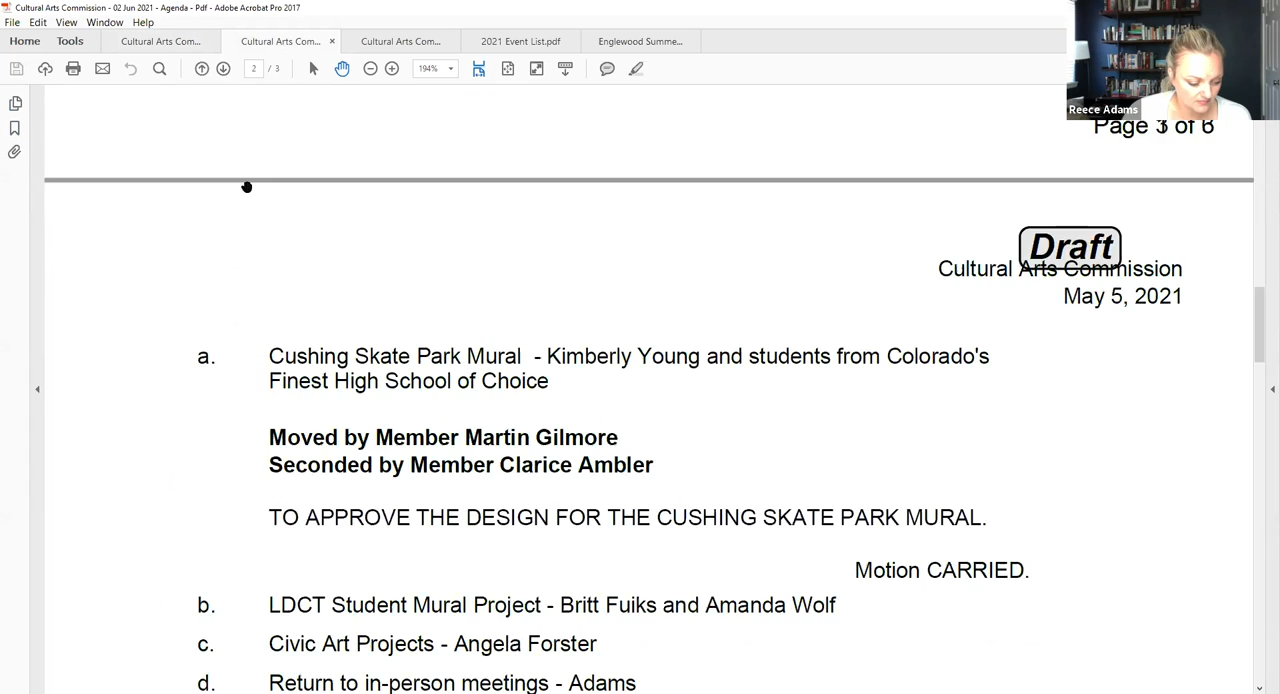 Cultural Arts Commission - 02 Jun 2021 - Agenda - Pdf - Adobe Acrobat Pro 2017
File Edit View Window Help
Home Tools Cultural Arts Com... Cultural Arts Com... × Cultural Arts Com... 2021 Event List.pdf Englewood Summe...
2 / 3 194%
Reece Adams
Page 3 of 6
Draft
Cultural Arts Commission
May 5, 2021
a. Cushing Skate Park Mural - Kimberly Young and students from Colorado's
Finest High School of Choice
Moved by Member Martin Gilmore
Seconded by Member Clarice Ambler
TO APPROVE THE DESIGN FOR THE CUSHING SKATE PARK MURAL.
Motion CARRIED.
b. LDCT Student Mural Project - Britt Fuiks and Amanda Wolf
c. Civic Art Projects - Angela Forster
d. Return to in-person meetings - Adams